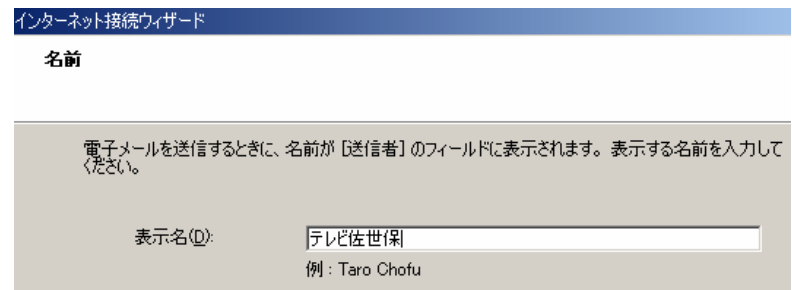 インターネット接続ウィザード
名前
電子メールを送信するときに、名前が [送信者] のフィールドに表示されます。表示する名前を入力して
ください。
表示名(D): テレビ佐世保
例 : Taro Chofu